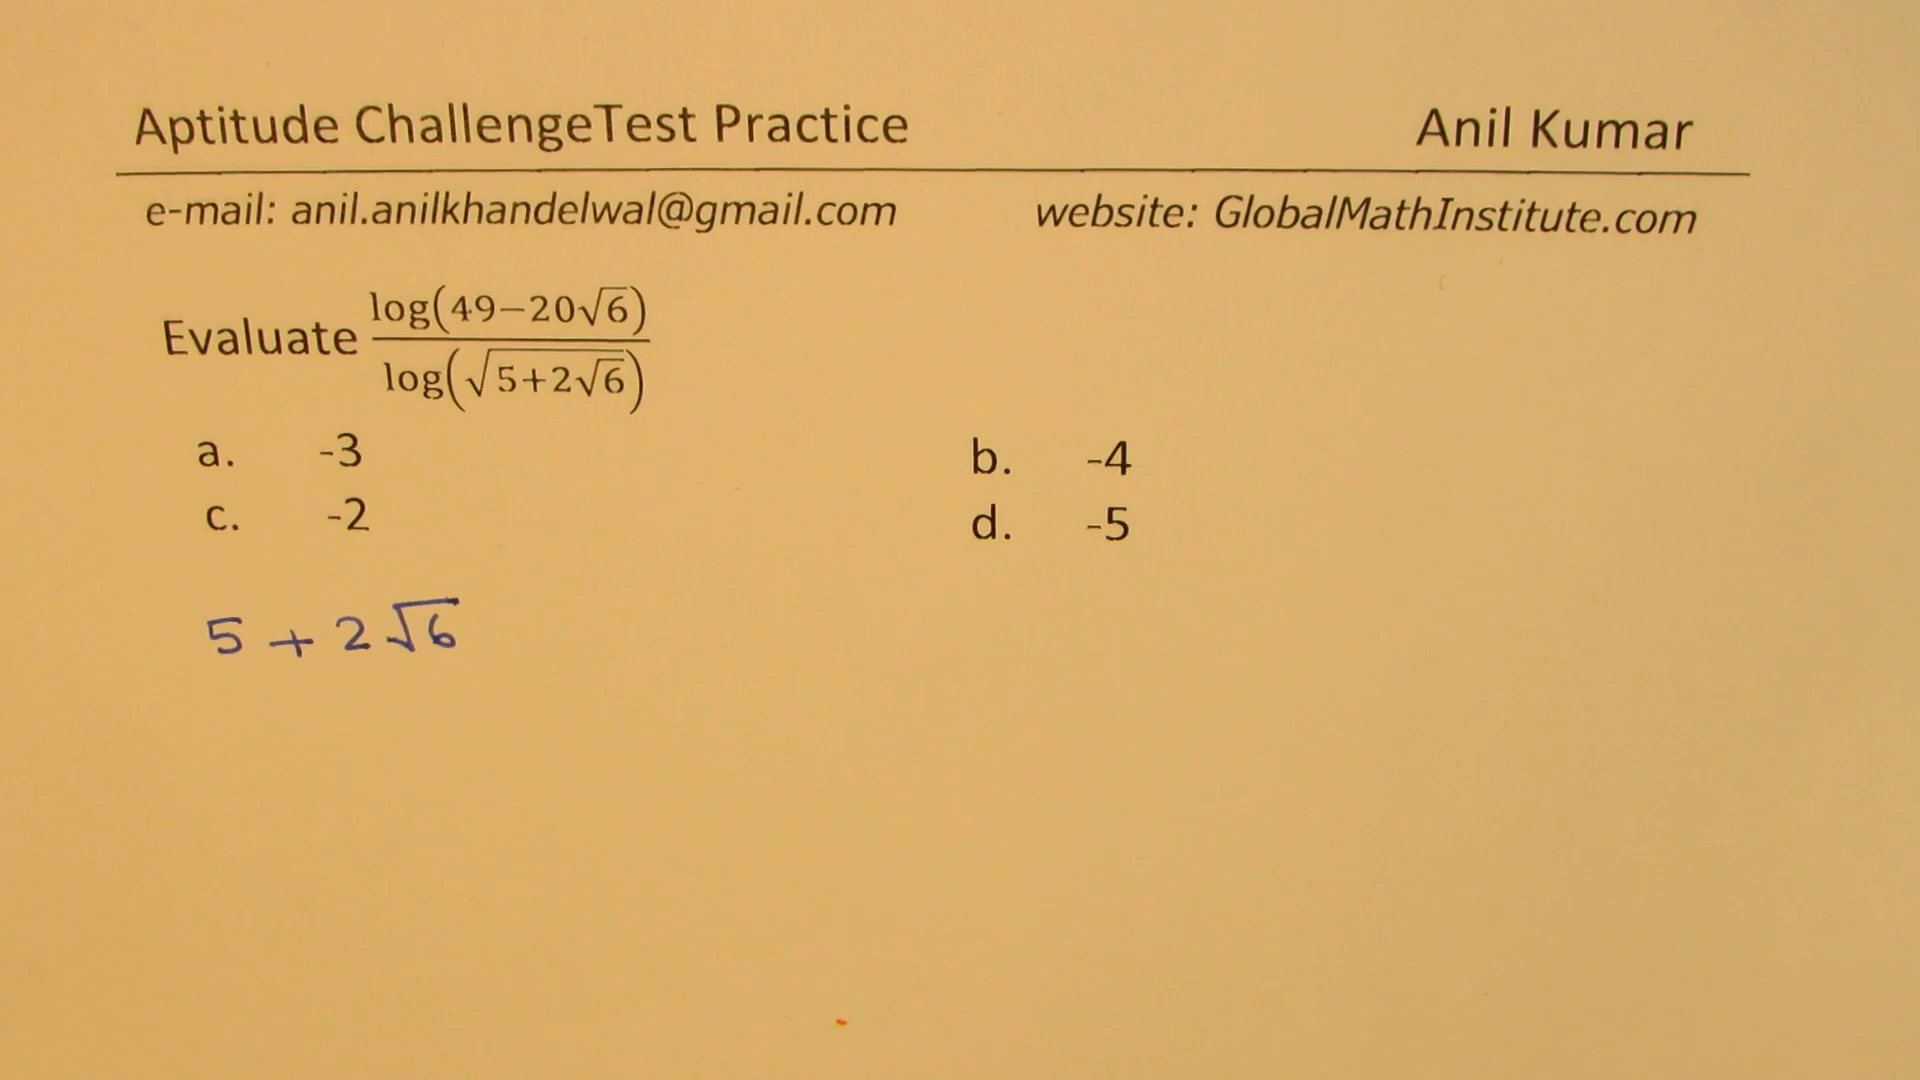 Aptitude ChallengeTest Practice Anil Kumar
e-mail: anil.anilkhandelwal@gmail.com website: GlobalMathInstitute.com
Evaluate log(49−20√6) / log(√(5+2√6))
a. -3 b. -4
c. -2 d. -5
5 + 2√6